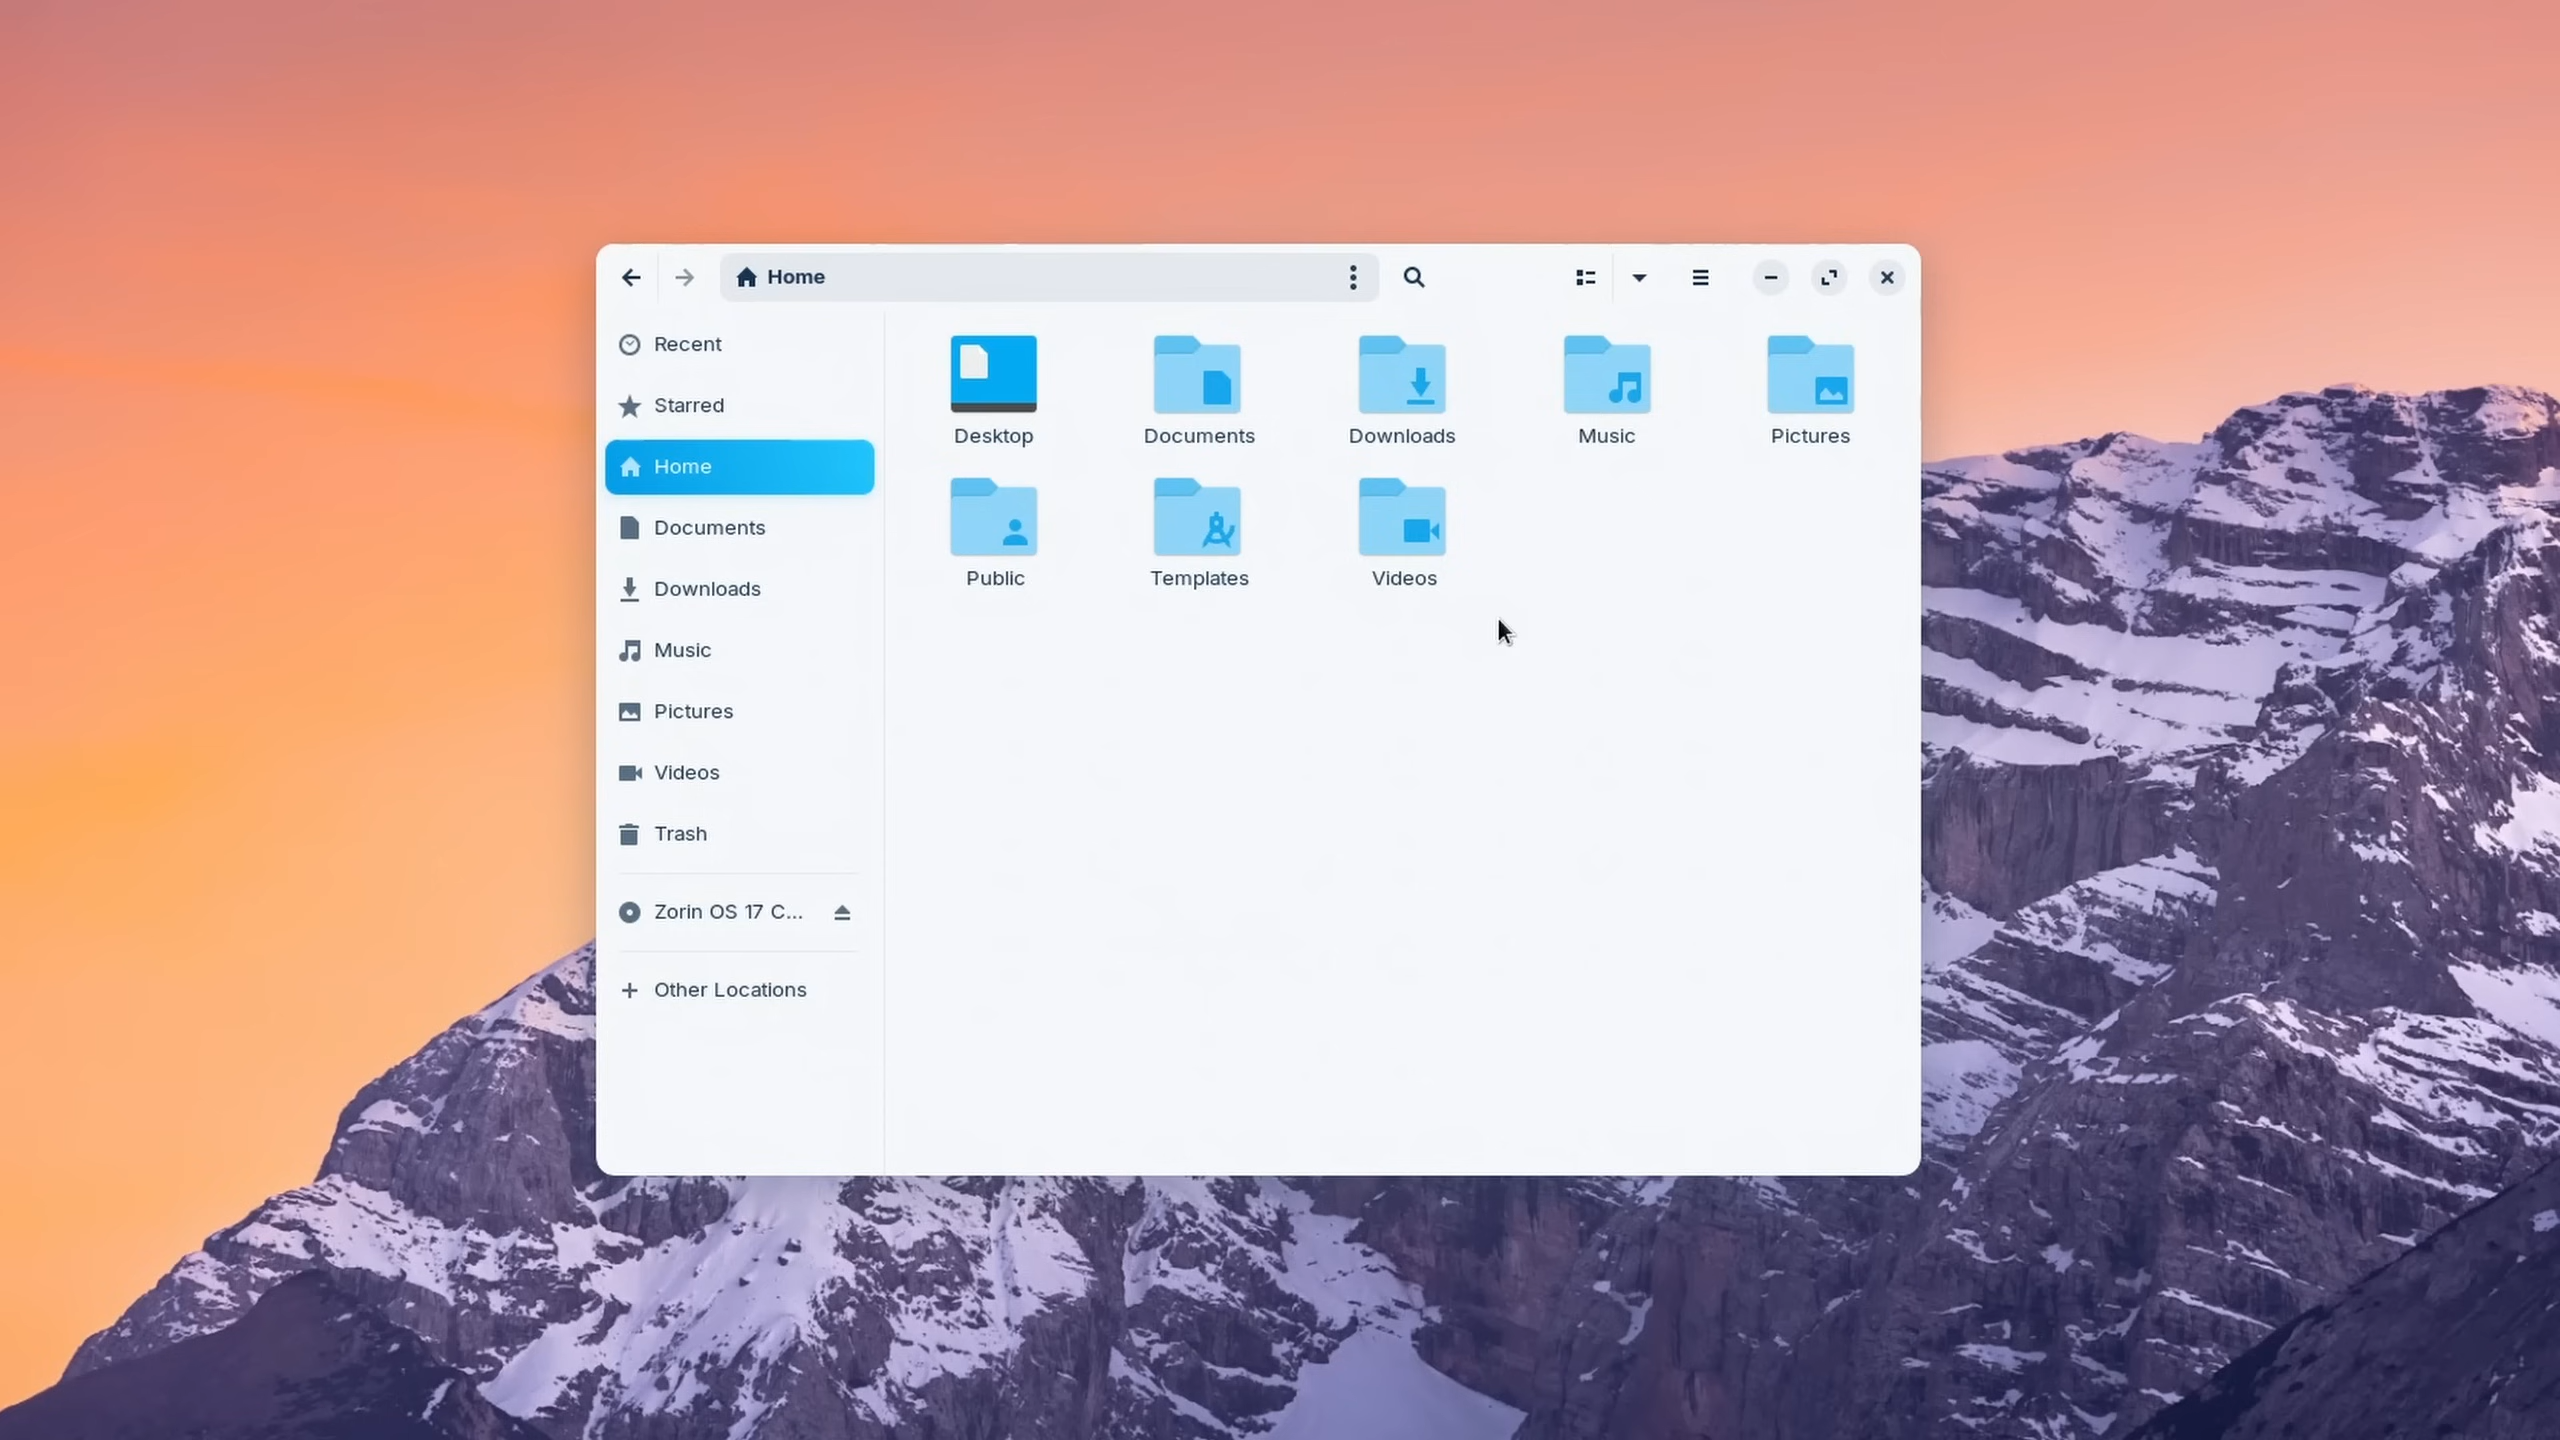 Home
Recent
Starred
Home
Documents
Downloads
Music
Pictures
Videos
Trash
Zorin OS 17 C...
Other Locations
Desktop
Documents
Downloads
Music
Pictures
Public
Templates
Videos